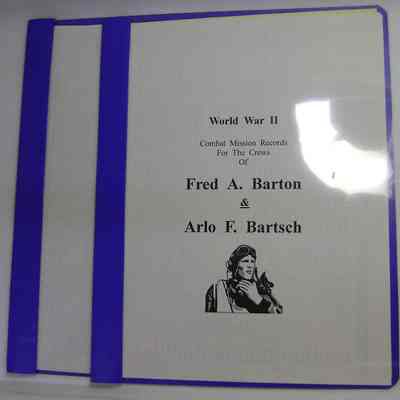 World War II
Combat Mission Records
For The Crews
Of
Fred A. Barton
&
Arlo F. Bartsch